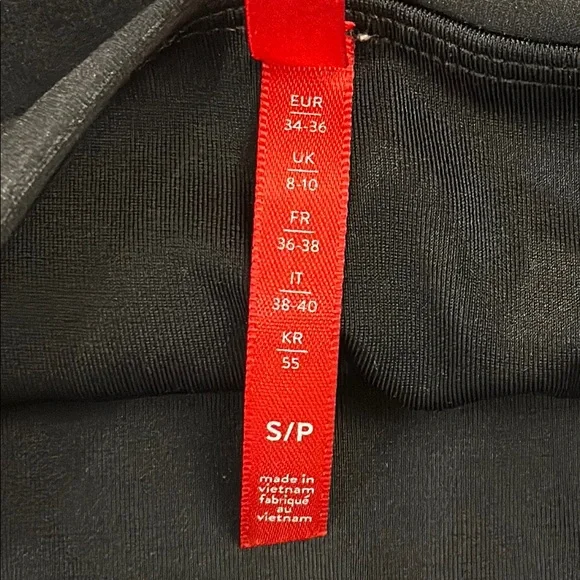 EUR
34-36
UK
8-10
FR
36-38
IT
38-40
KR
55
S/P
made in
vietnam
fabriqué
au
vietnam